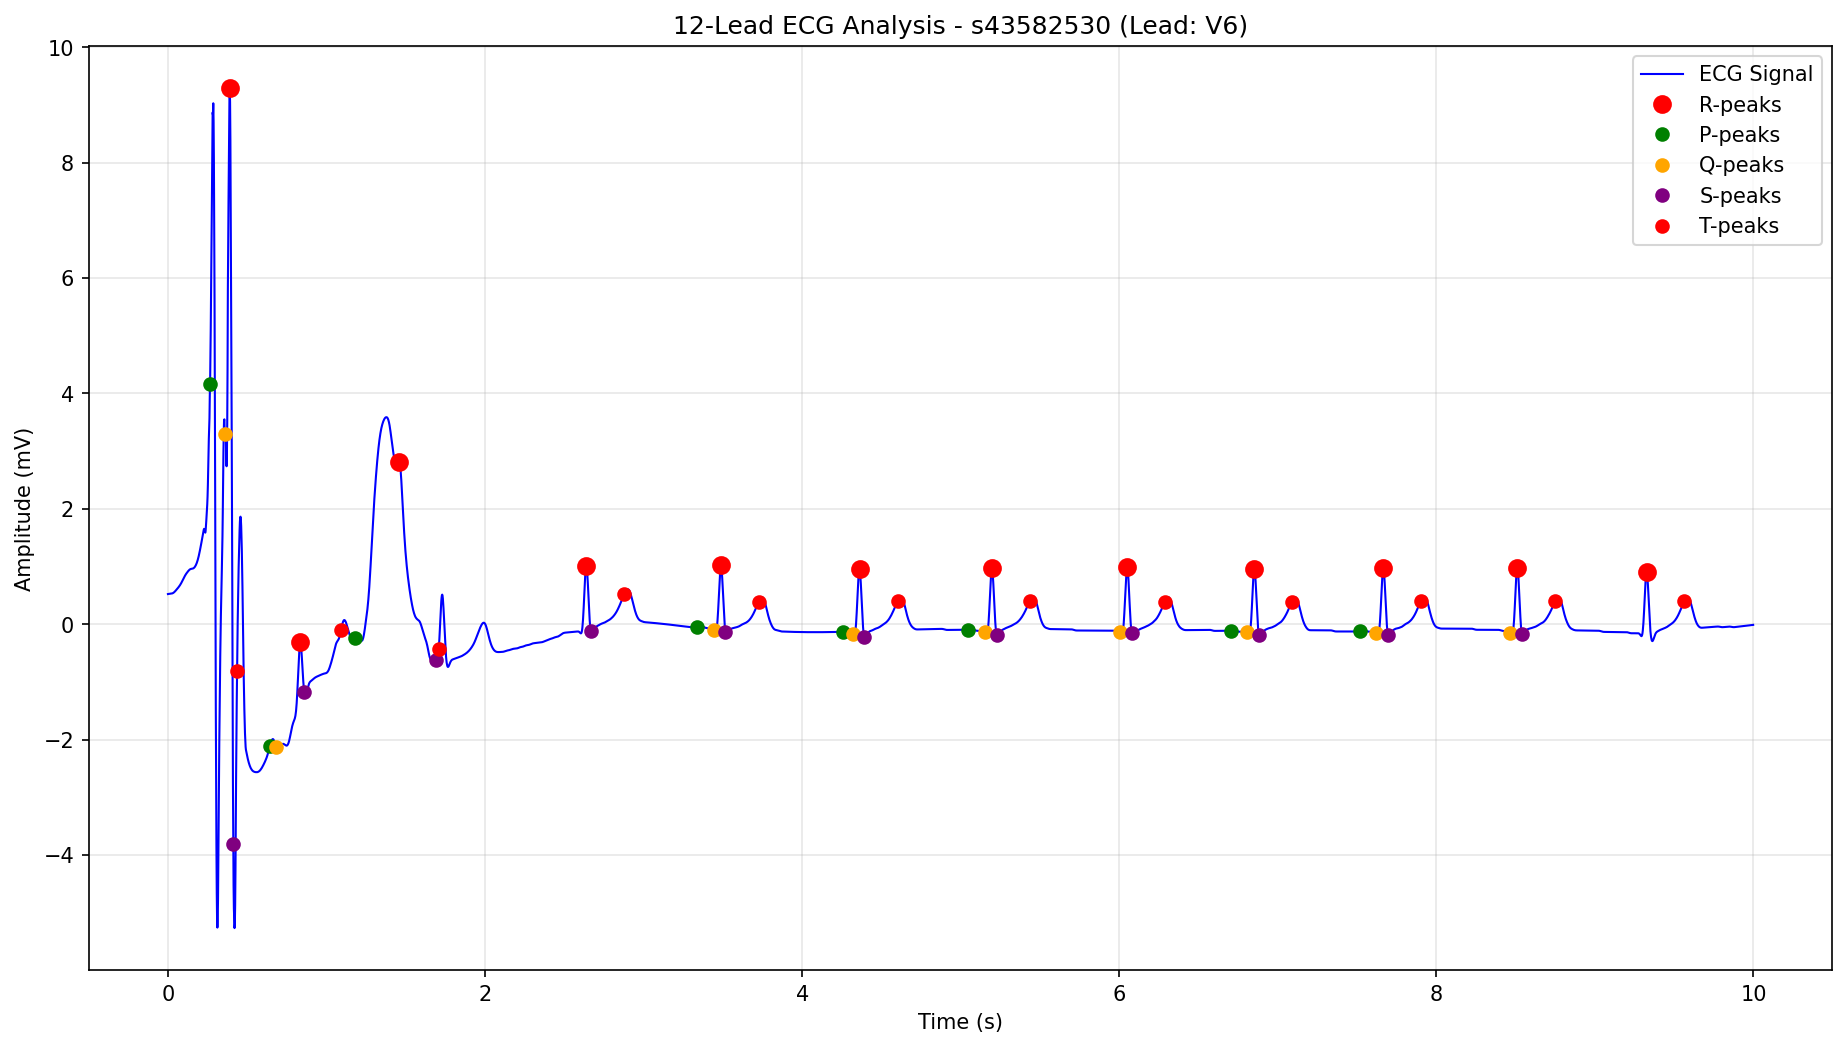 12-Lead ECG Analysis - s43582530 (Lead: V6)
ECG Signal
R-peaks
P-peaks
Q-peaks
S-peaks
T-peaks
Amplitude (mV)
10
8
6
4
2
0
−2
−4
0 2 4 6 8 10
Time (s)